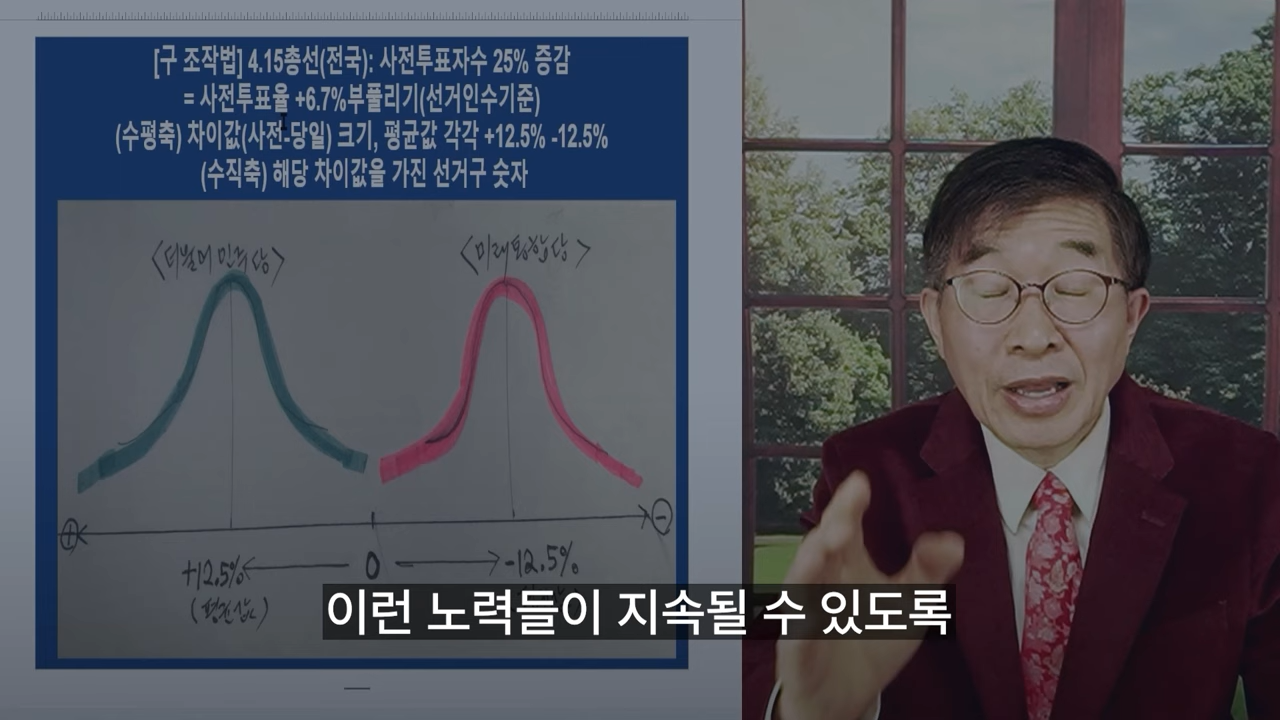 [구 조작법] 4.15총선(전국): 사전투표자수 25% 증감
= 사전투표율 +6.7%부풀리기(선거인수기준)
(수평축) 차이값(사전-당일) 크기, 평균값 각각 +12.5% -12.5%
(수직축) 해당 차이값을 가진 선거구 숫자
<더불어 민주당>
<미래통합당>
+
-
+12.5%
0
-12.5%
(평균값)
이런 노력들이 지속될 수 있도록